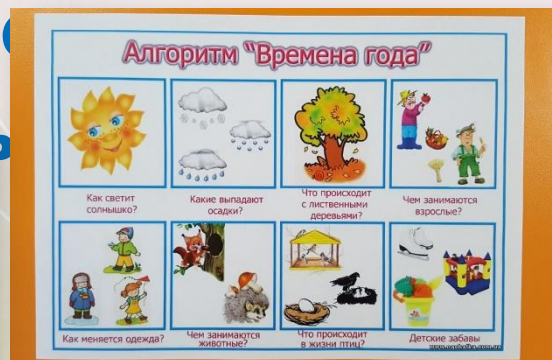 Алгоритм "Времена года"
Как светит
солнышко?
Какие выпадают
осадки?
Что происходит
с лиственными
деревьями?
Чем занимаются
взрослые?
Как меняется одежда?
Чем занимаются
животные?
Что происходит
в жизни птиц?
Детские забавы